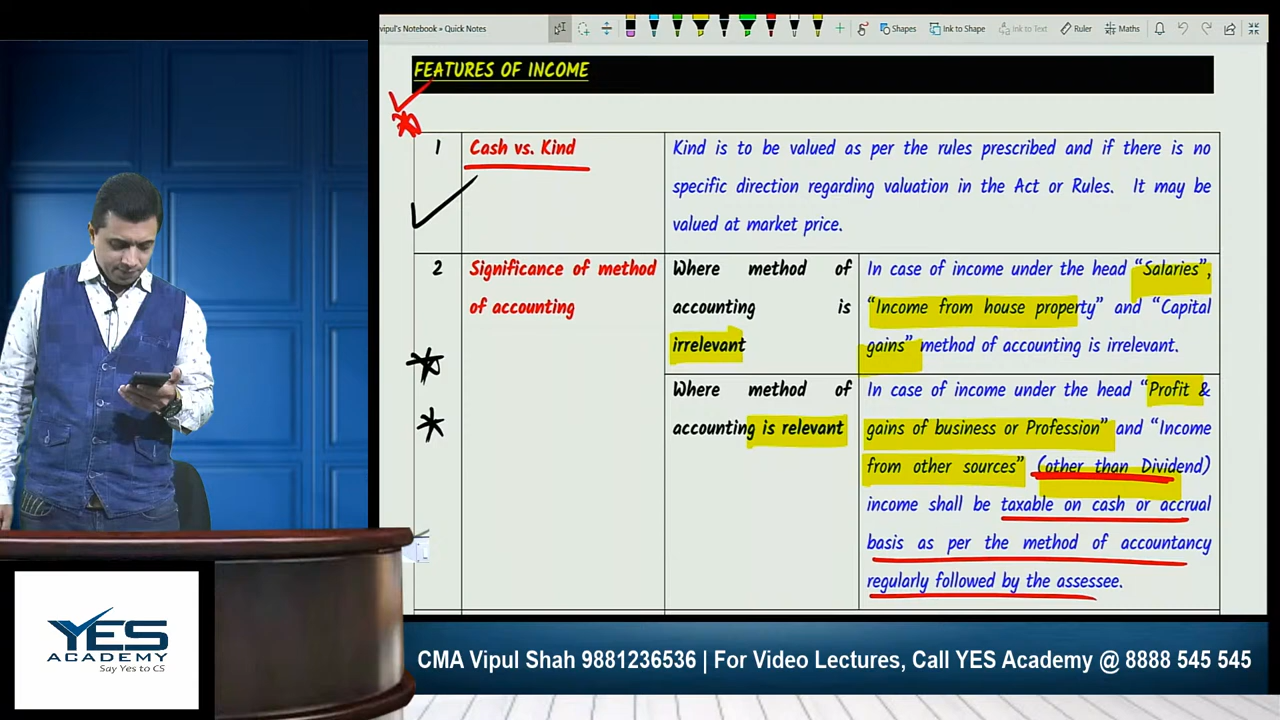 vipul's Notebook » Quick Notes
Shapes
Ink to Shape
Ink to Text
Ruler
Maths
FEATURES OF INCOME
1
Cash vs. Kind
Kind is to be valued as per the rules prescribed and if there is no
specific direction regarding valuation in the Act or Rules. It may be
valued at market price.
2
Significance of method
of accounting
Where method of
accounting is
irrelevant
In case of income under the head “Salaries”,
“Income from house property” and “Capital
gains” method of accounting is irrelevant.
Where method of
accounting is relevant
In case of income under the head “Profit &
gains of business or Profession” and “Income
from other sources” (other than Dividend)
income shall be taxable on cash or accrual
basis as per the method of accountancy
regularly followed by the assessee.
YES
ACADEMY
Say Yes to CS
CMA Vipul Shah 9881236536 | For Video Lectures, Call YES Academy @ 8888 545 545